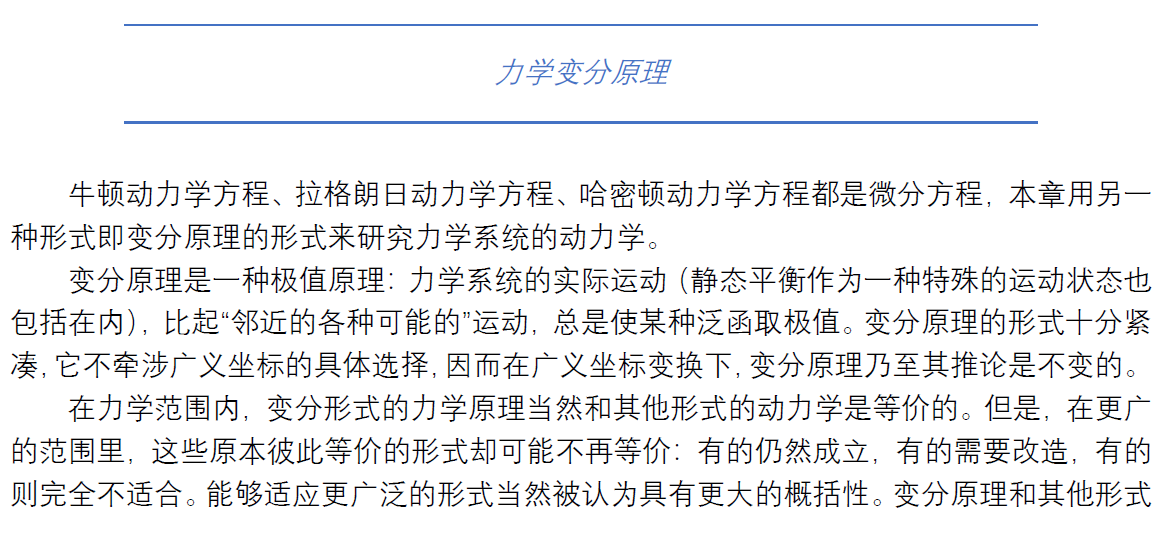 力学变分原理
牛顿动力学方程、拉格朗日动力学方程、哈密顿动力学方程都是微分方程，本章用另一
种形式即变分原理的形式来研究力学系统的动力学。
变分原理是一种极值原理：力学系统的实际运动（静态平衡作为一种特殊的运动状态也
包括在内），比起“邻近的各种可能的”运动，总是使某种泛函取极值。变分原理的形式十分紧
凑，它不牵涉广义坐标的具体选择，因而在广义坐标变换下，变分原理乃至其推论是不变的。
在力学范围内，变分形式的力学原理当然和其他形式的动力学是等价的。但是，在更广
的范围里，这些原本彼此等价的形式却可能不再等价：有的仍然成立，有的需要改造，有的
则完全不适合。能够适应更广泛的形式当然被认为具有更大的概括性。变分原理和其他形式